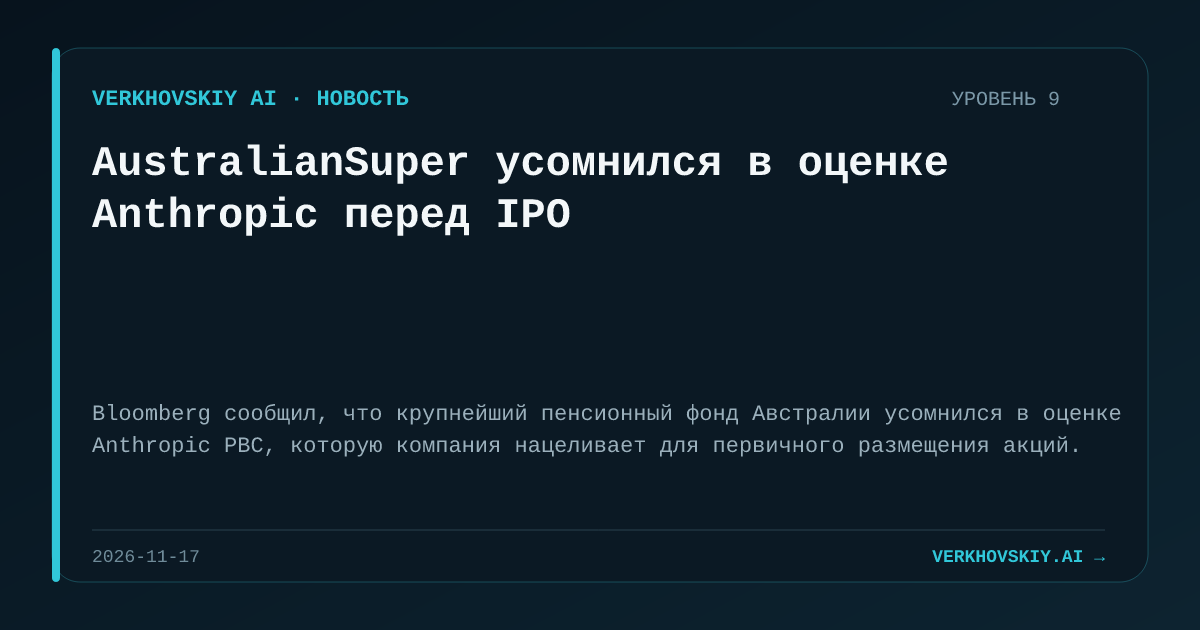 VERKHOVSKIY AI · НОВОСТЬ
УРОВЕНЬ 9
AustralianSuper усомнился в оценке
Anthropic перед IPO
Bloomberg сообщил, что крупнейший пенсионный фонд Австралии усомнился в оценке
Anthropic PBC, которую компания нацеливает для первичного размещения акций.
2026-11-17
VERKHOVSKIY.AI →